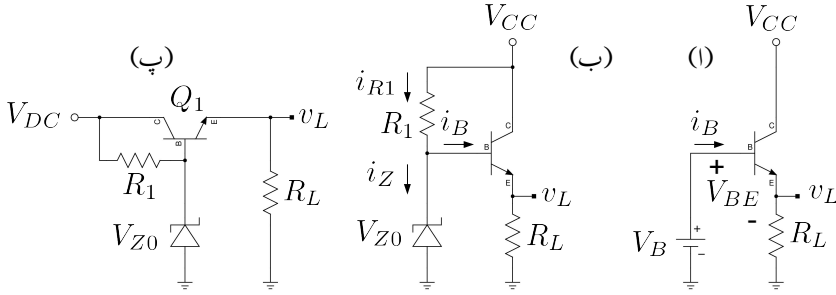 (ا)
V_CC
C
i_B
B
+
V_BE
E
-
v_L
R_L
V_B
+
-
(ب)
V_CC
i_R1
R_1
C
i_B
B
i_Z
E
v_L
V_Z0
R_L
(پ)
V_DC
Q_1
C
B
E
v_L
R_1
R_L
V_Z0